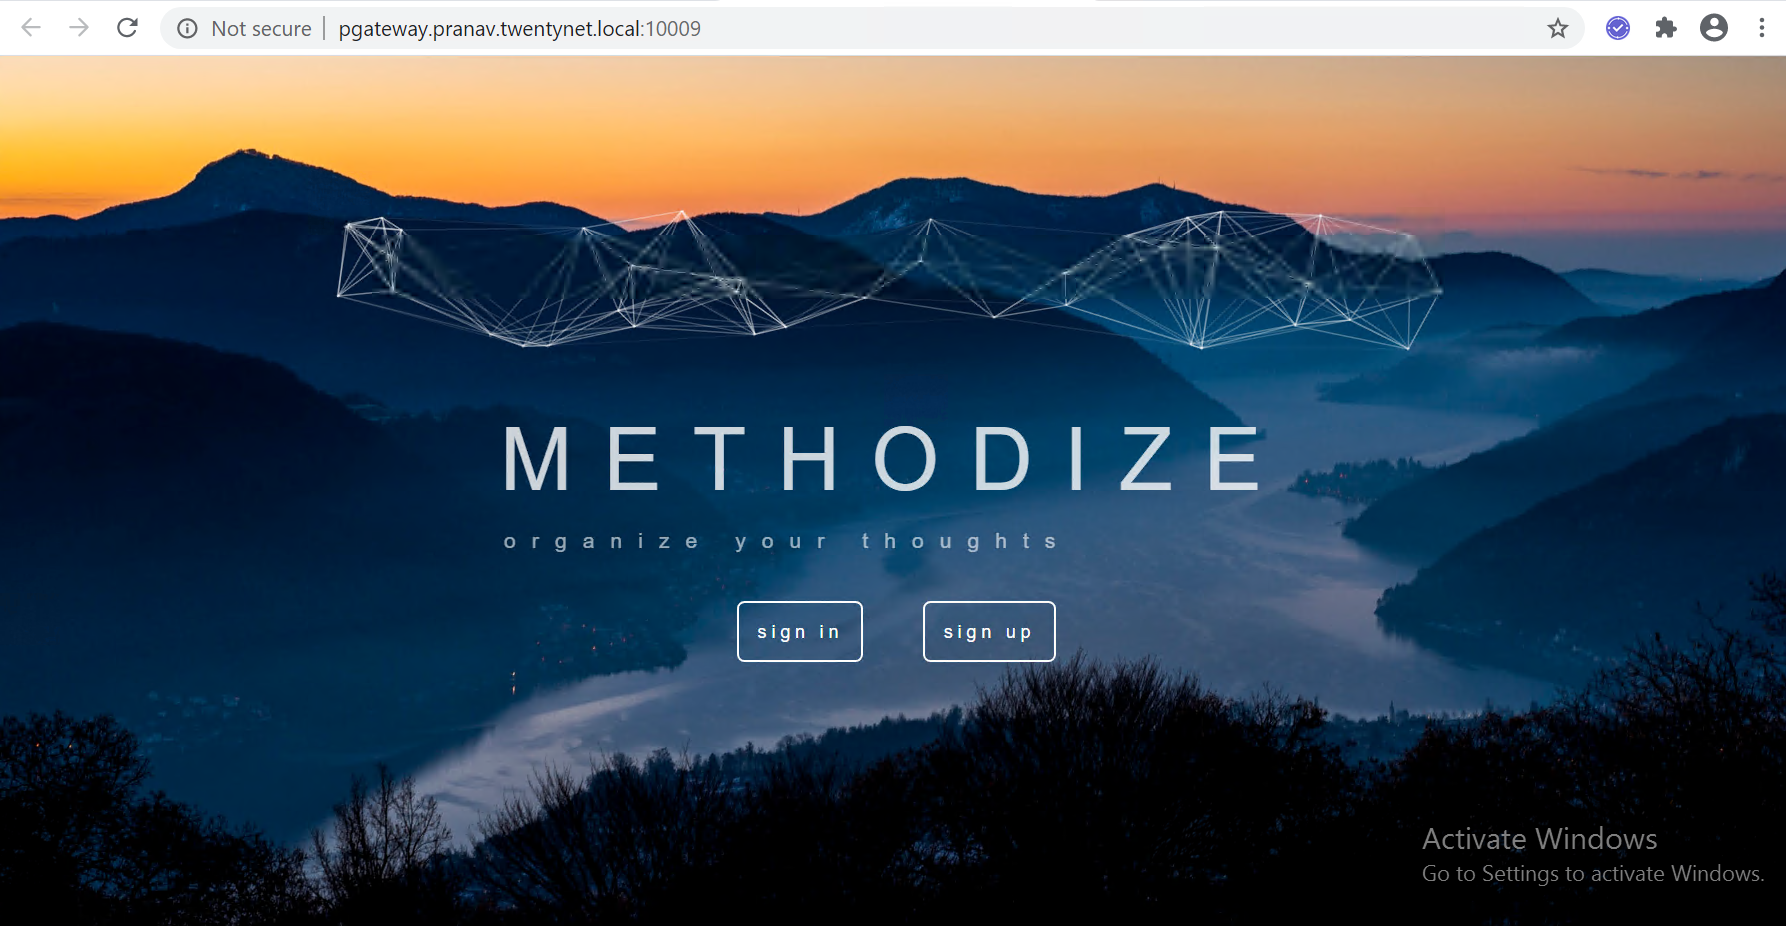 Not secure | pgateway.pranav.twentynet.local:10009
METHODIZE
organize your thoughts
sign in
sign up
Activate Windows
Go to Settings to activate Windows.